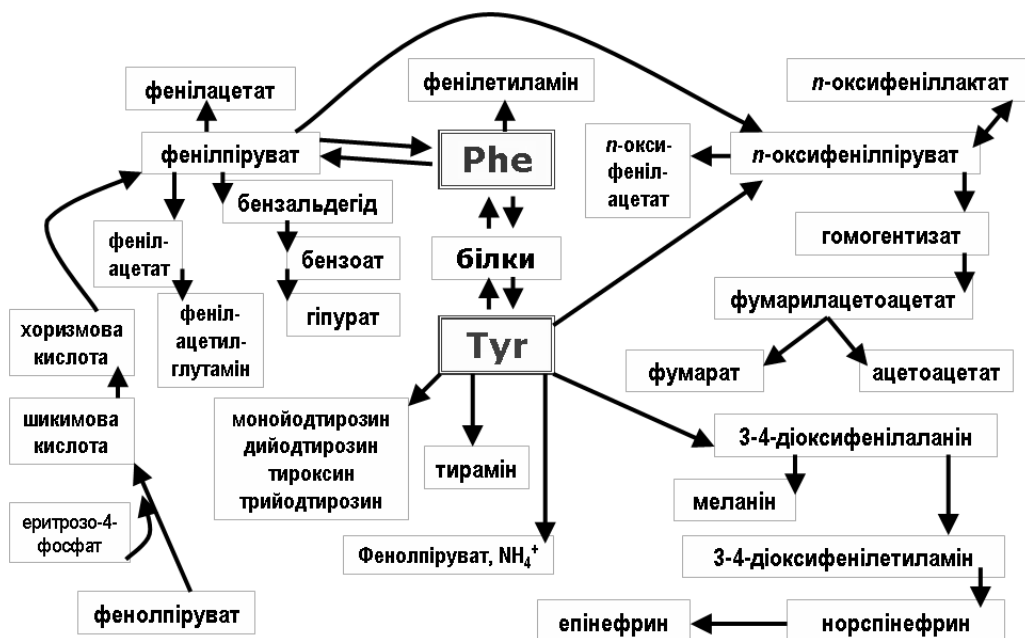 фенілацетат
фенілетиламін
n-оксифеніллактат
фенілпіруват
Phe
n-окси-
феніл-
ацетат
n-оксифенілпіруват
бензальдегід
феніл-
ацетат
бензоат
білки
гомогентизат
хоризмова
кислота
феніл-
ацетил-
глутамін
гіпурат
Tyr
фумарилацетоацетат
фумарат
ацетоацетат
шикимова
кислота
монойодтирозин
дийодтирозин
тироксин
трийодтирозин
тирамін
3-4-діоксифенілаланін
меланін
еритрозо-4-
фосфат
Фенолпіруват, NH₄⁺
3-4-діоксифенілетиламін
фенолпіруват
епінефрин
норспінефрин